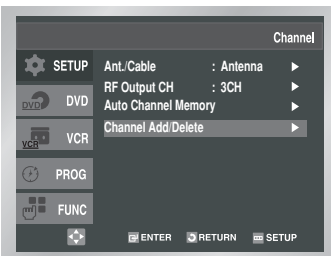 Channel
SETUP
Ant./Cable : Antenna
RF Output CH : 3CH
DVD DVD
Auto Channel Memory
Channel Add/Delete
VCR VCR
PROG
FUNC
ENTER RETURN SETUP